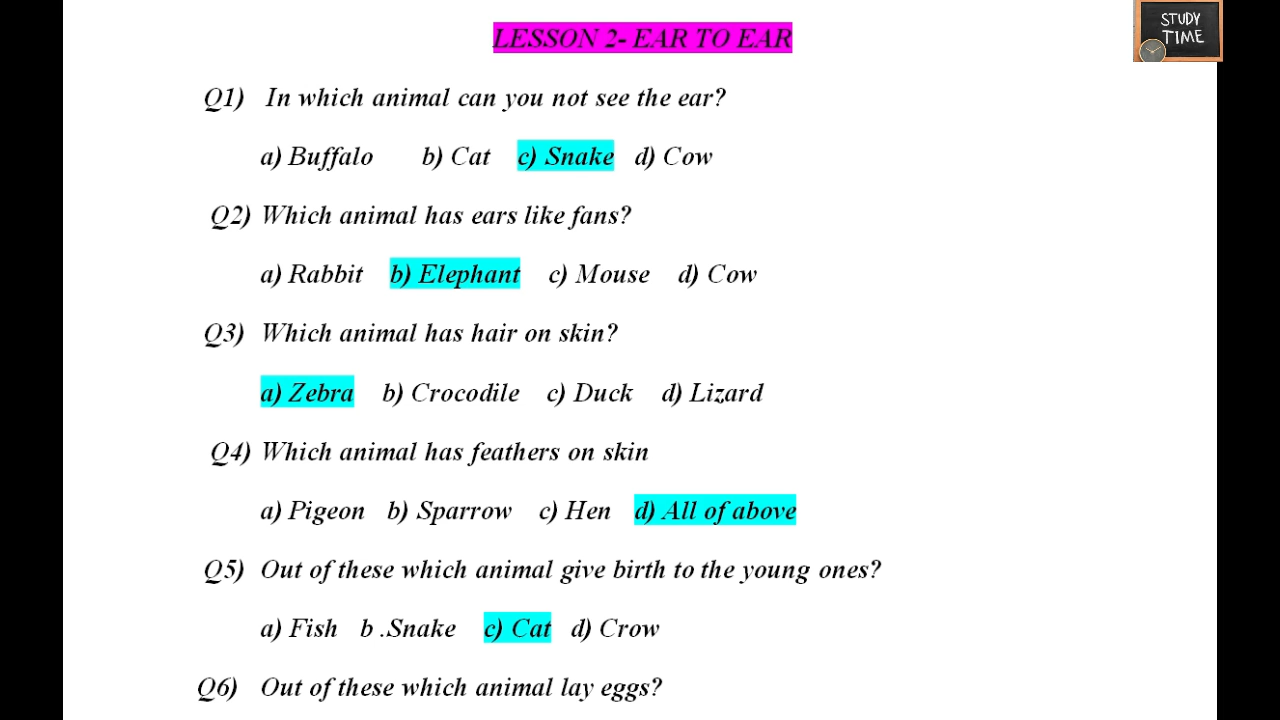 LESSON 2- EAR TO EAR
STUDY
TIME
Q1) In which animal can you not see the ear?
a) Buffalo b) Cat c) Snake d) Cow
Q2) Which animal has ears like fans?
a) Rabbit b) Elephant c) Mouse d) Cow
Q3) Which animal has hair on skin?
a) Zebra b) Crocodile c) Duck d) Lizard
Q4) Which animal has feathers on skin
a) Pigeon b) Sparrow c) Hen d) All of above
Q5) Out of these which animal give birth to the young ones?
a) Fish b .Snake c) Cat d) Crow
Q6) Out of these which animal lay eggs?